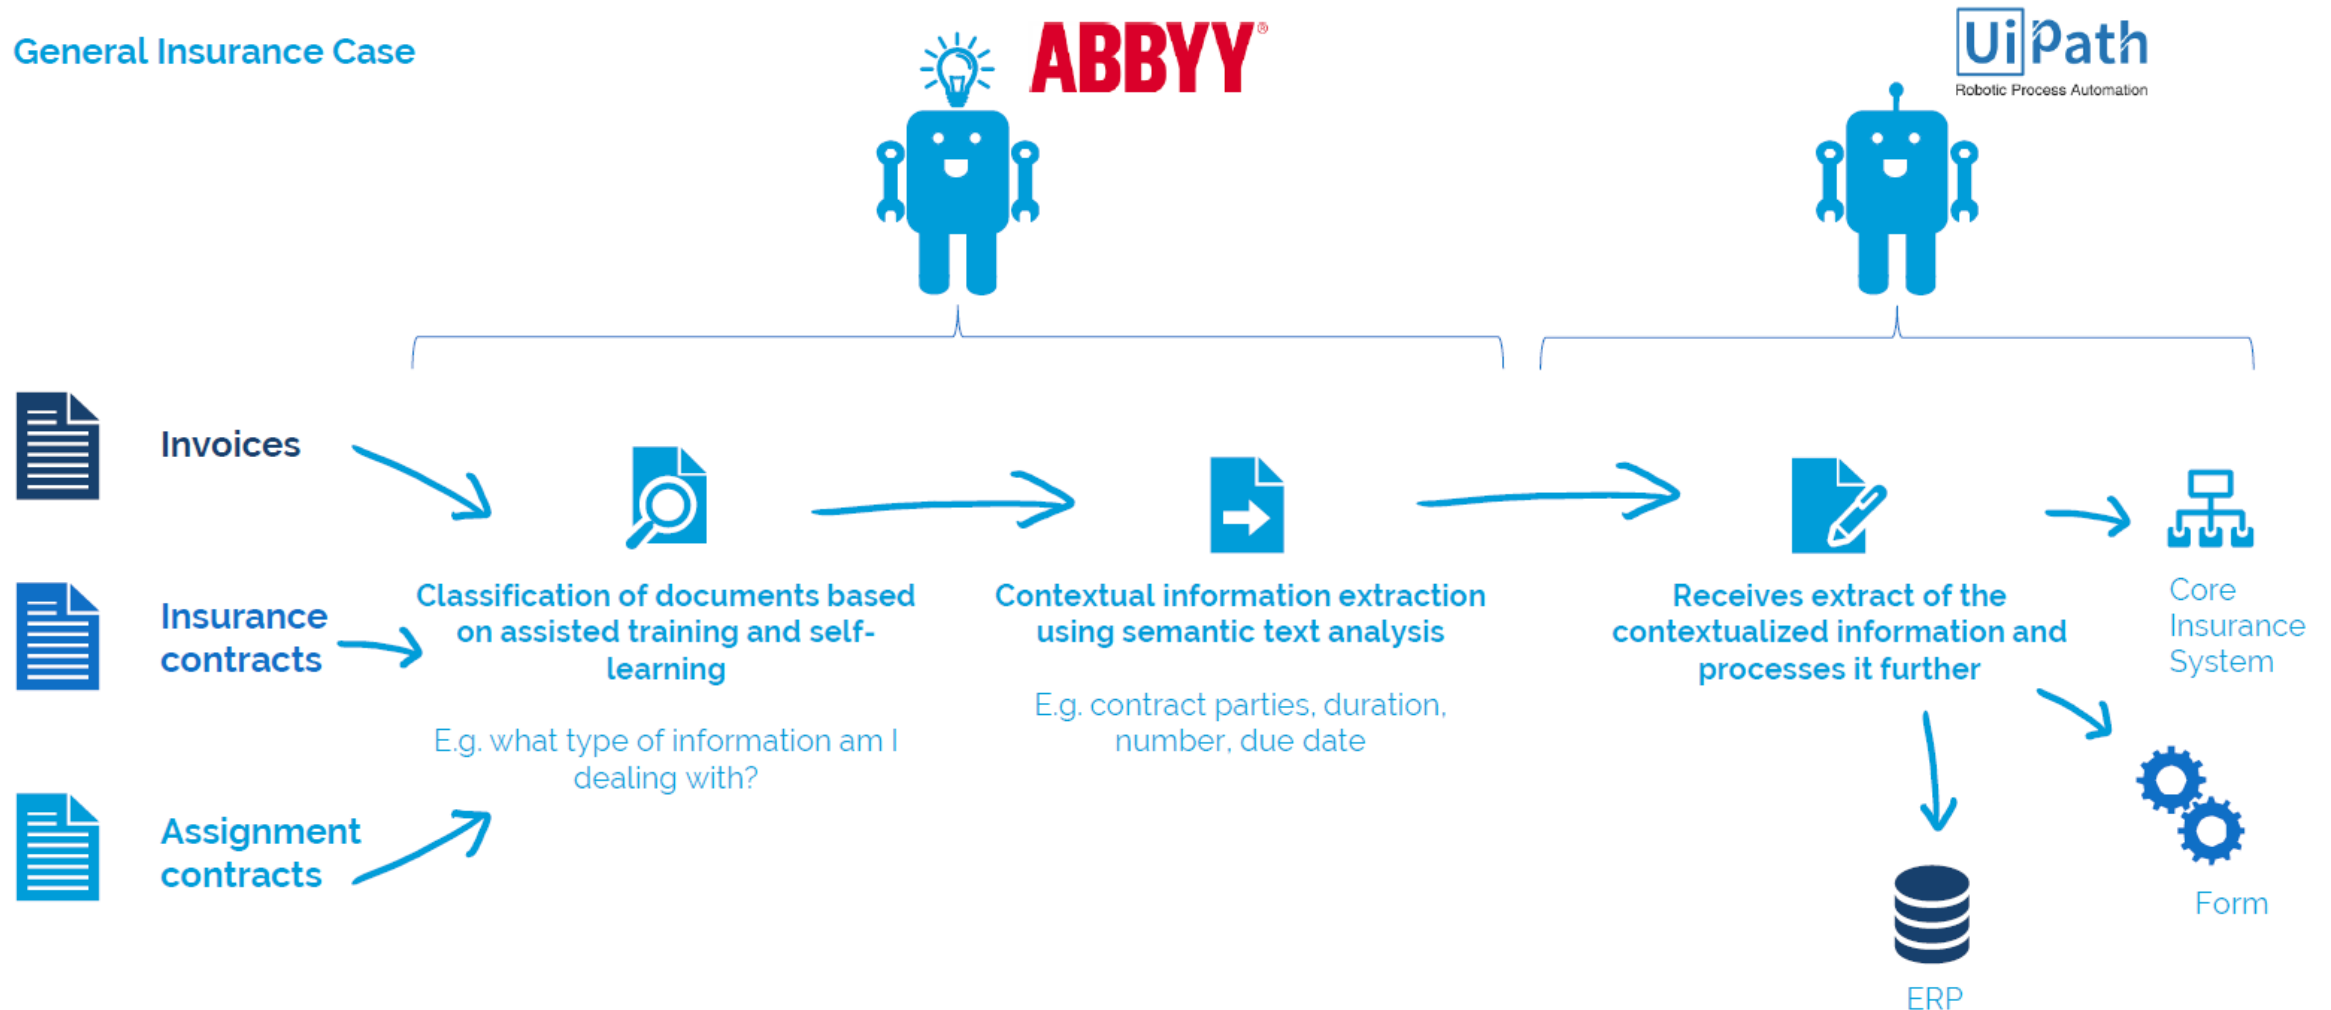 General Insurance Case
ABBYY®
UiPath
Robotic Process Automation
Invoices
Insurance
contracts
Assignment
contracts
Classification of documents based
on assisted training and self-
learning
E.g. what type of information am I
dealing with?
Contextual information extraction
using semantic text analysis
E.g. contract parties, duration,
number, due date
Receives extract of the
contextualized information and
processes it further
Core
Insurance
System
Form
ERP